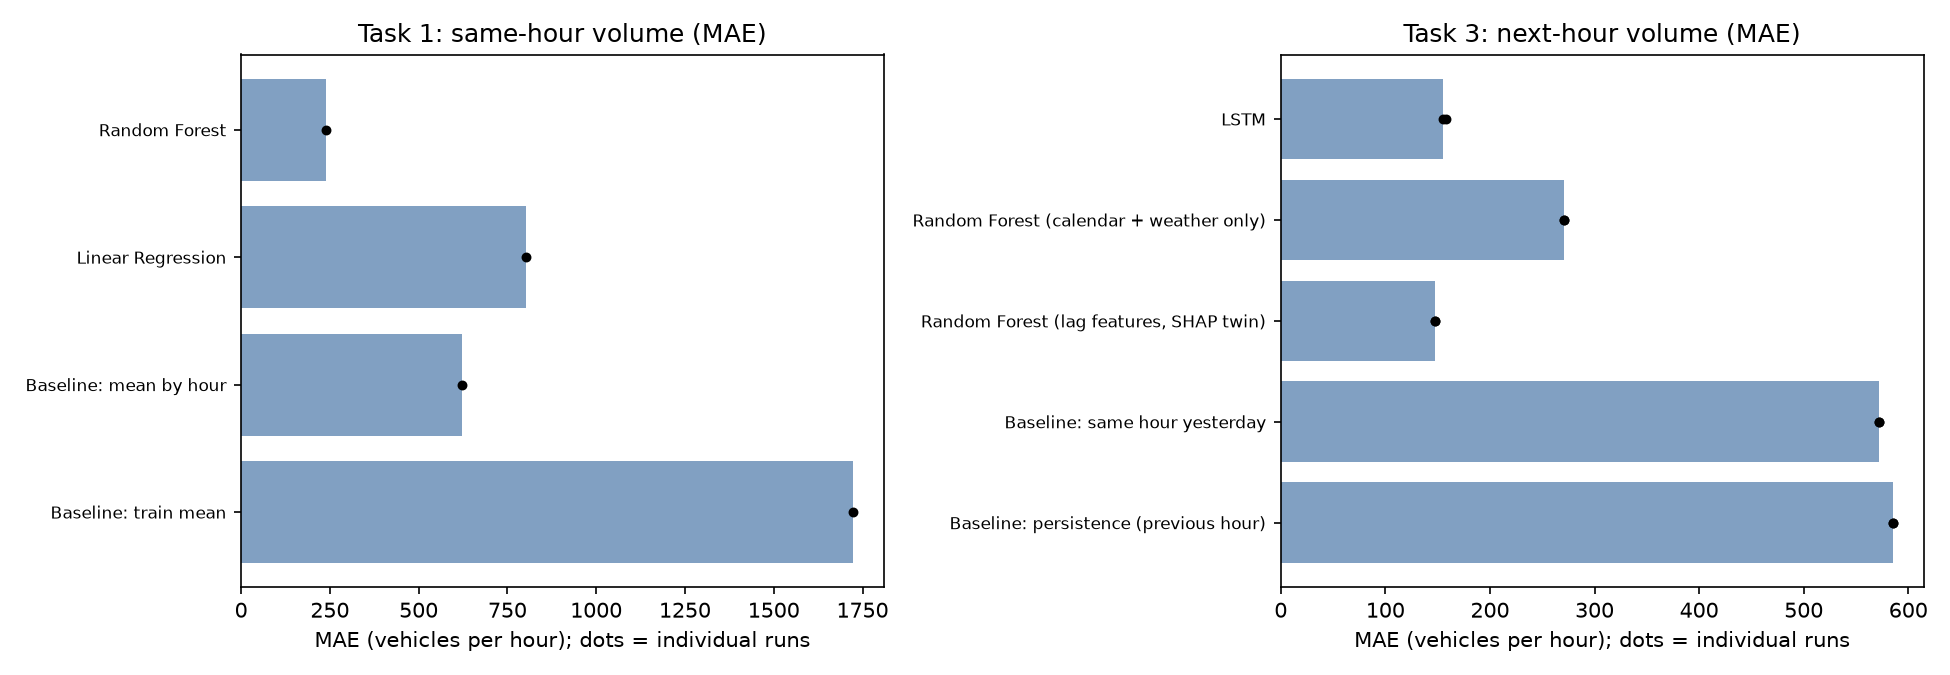 Task 1: same-hour volume (MAE)
Random Forest
Linear Regression
Baseline: mean by hour
Baseline: train mean
0 250 500 750 1000 1250 1500 1750
MAE (vehicles per hour); dots = individual runs
Task 3: next-hour volume (MAE)
LSTM
Random Forest (calendar + weather only)
Random Forest (lag features, SHAP twin)
Baseline: same hour yesterday
Baseline: persistence (previous hour)
0 100 200 300 400 500 600
MAE (vehicles per hour); dots = individual runs